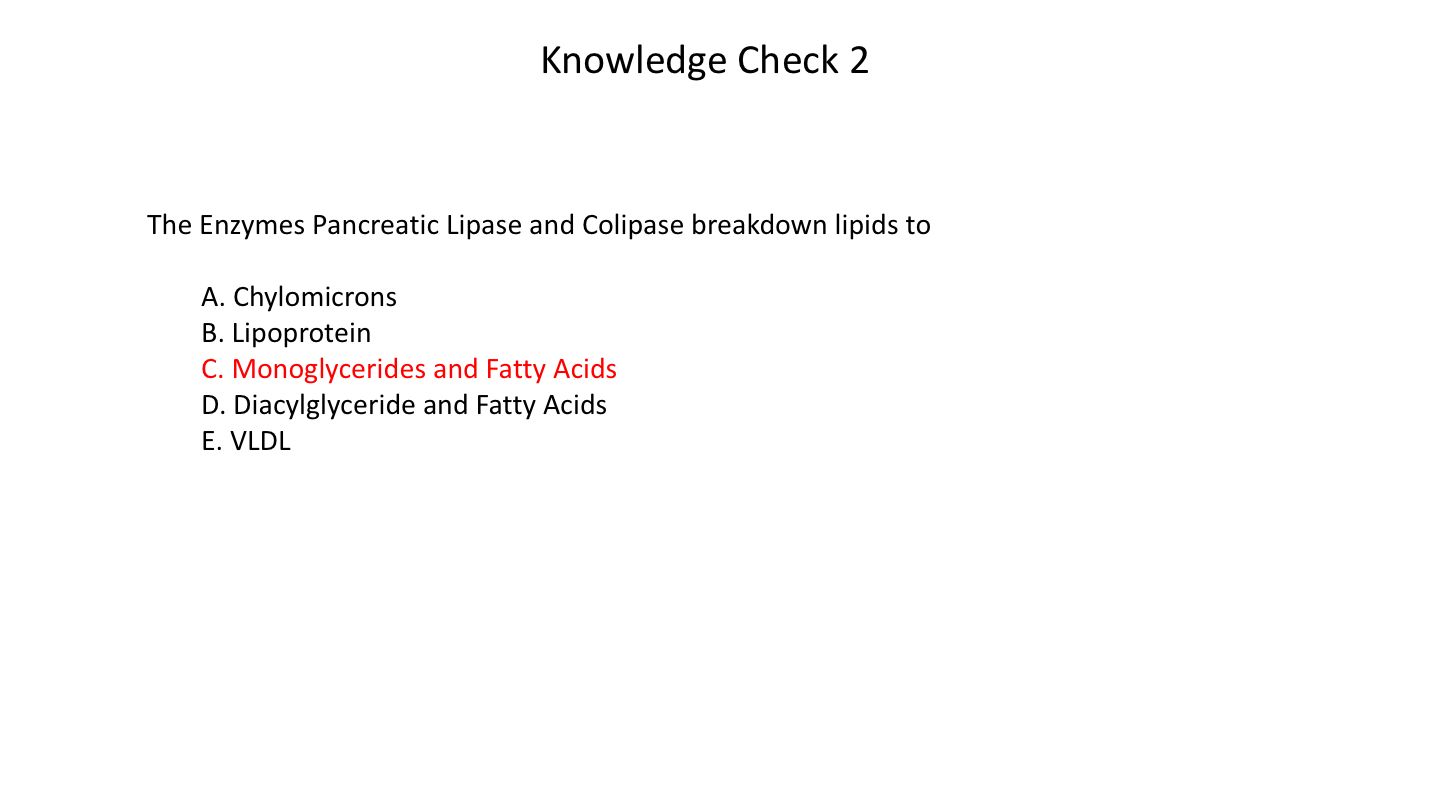 Knowledge Check 2
The Enzymes Pancreatic Lipase and Colipase breakdown lipids to
A. Chylomicrons
B. Lipoprotein
C. Monoglycerides and Fatty Acids
D. Diacylglyceride and Fatty Acids
E. VLDL